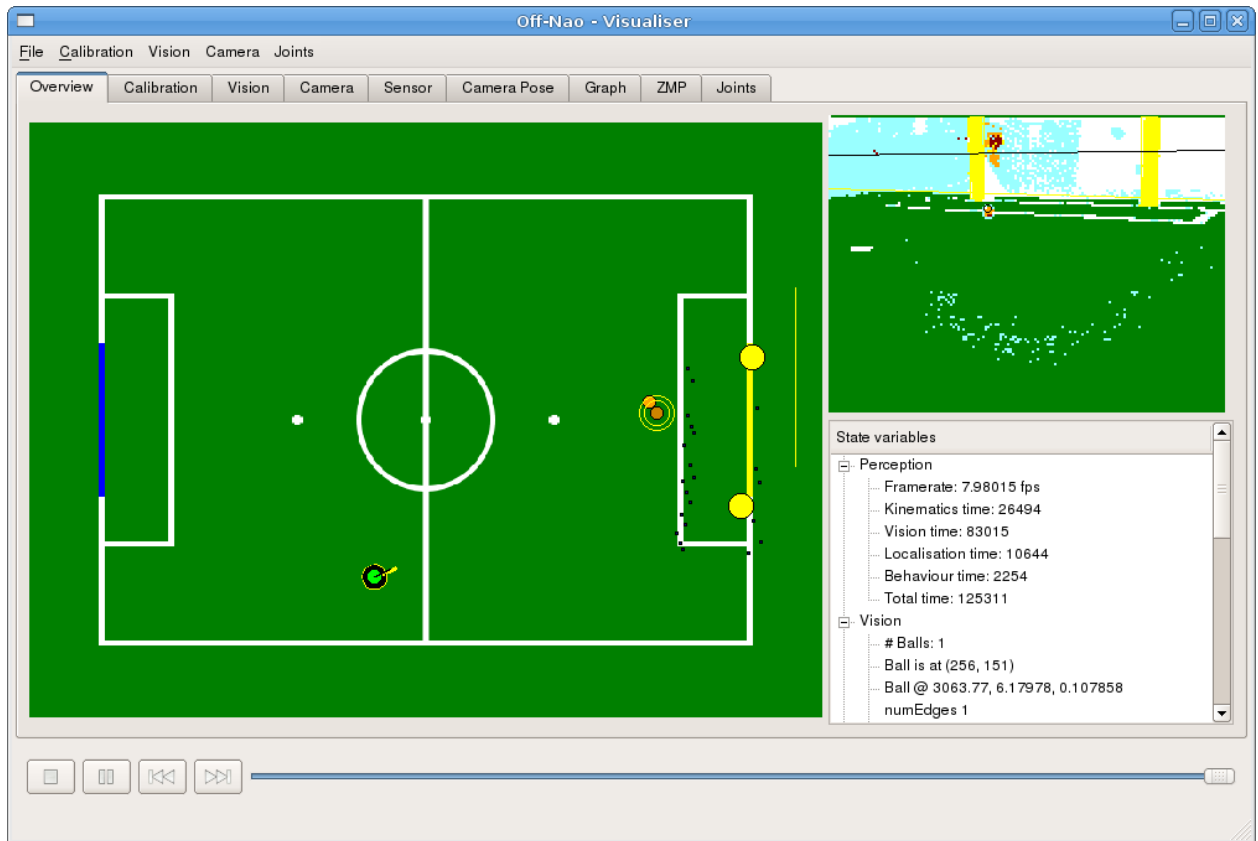 Off-Nao - Visualiser
File Calibration Vision Camera Joints
Overview Calibration Vision Camera Sensor Camera Pose Graph ZMP Joints
State variables
Perception
Framerate: 7.98015 fps
Kinematics time: 26494
Vision time: 83015
Localisation time: 10644
Behaviour time: 2254
Total time: 125311
Vision
# Balls: 1
Ball is at (256, 151)
Ball @ 3063.77, 6.17978, 0.107858
numEdges 1